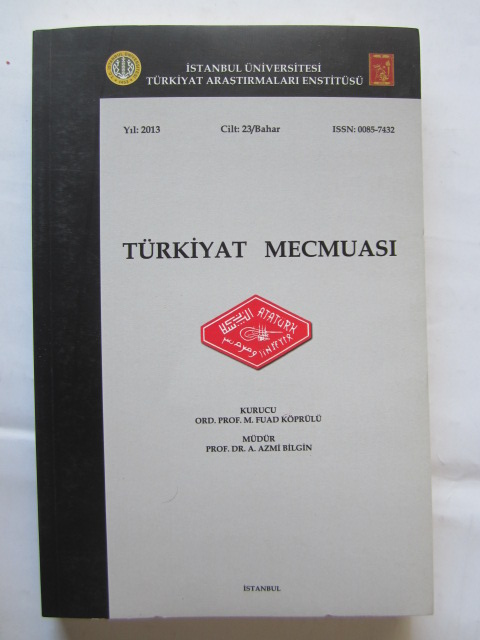 İSTANBUL ÜNİVERSİTESİ
TÜRKİYAT ARASTIRMALARI ENSTİTÜSÜ
Yıl: 2013 Cilt: 23/Bahar ISSN: 0085-7432
TÜRKİYAT MECMUASI
ATATÜRK
KURUCU
ORD. PROF. M. FUAD KÖPRÜLÜ
MÜDÜR
PROF. DR. A. AZMİ BİLGİN
İSTANBUL